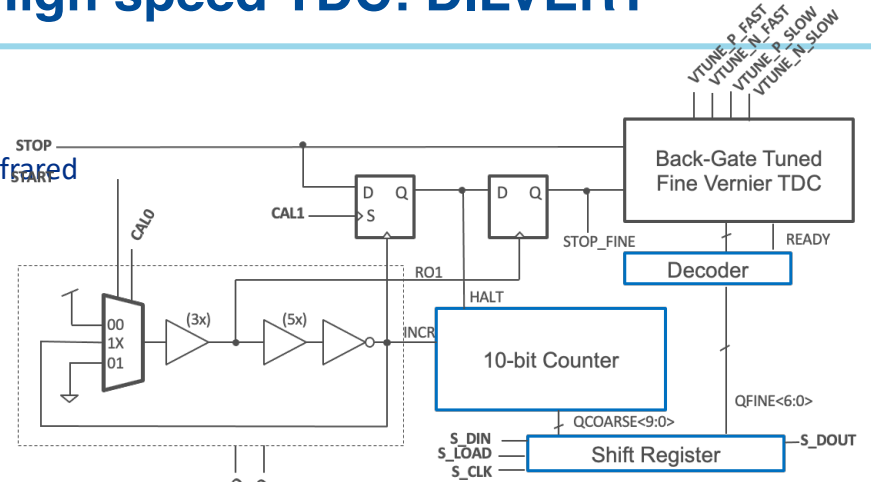 high speed TDC: DIEVERT
VTUNE_P_FAST
VTUNE_N_FAST
VTUNE_P_SLOW
VTUNE_N_SLOW
STOP
frared
START
CAL0
CAL1
D Q
S
D Q
Back-Gate Tuned
Fine Vernier TDC
STOP_FINE
READY
Decoder
RO1
HALT
00
1X
01
(3x)
(5x)
INCR
10-bit Counter
QFINE<6:0>
QCOARSE<9:0>
S_DIN
S_LOAD
S_CLK
Shift Register
S_DOUT